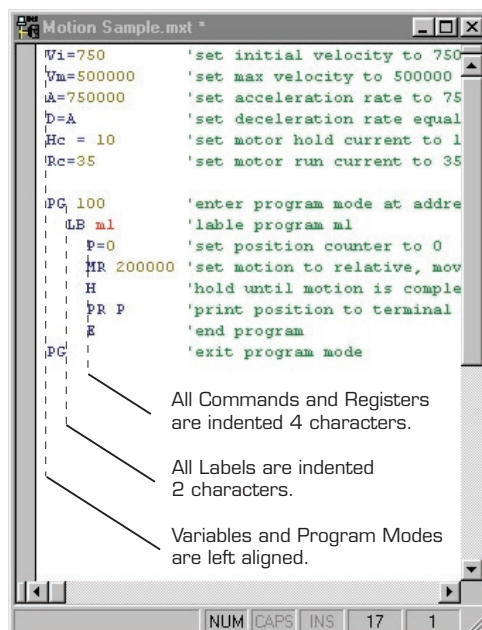 Motion Sample.mxt *
Vi=750 'set initial velocity to 750
Vm=500000 'set max velocity to 500000
A=750000 'set acceleration rate to 75
D=A 'set deceleration rate equal
Hc = 10 'set motor hold current to 1
Rc=35 'set motor run current to 35
PG 100 'enter program mode at addre
LB ml 'lable program ml
P=0 'set position counter to 0
MR 200000 'set motion to relative, mov
H 'hold until motion is comple
PR P 'print position to terminal
E 'end program
PG 'exit program mode
All Commands and Registers
are indented 4 characters.
All Labels are indented
2 characters.
Variables and Program Modes
are left aligned.
NUM CAPS INS 17 1